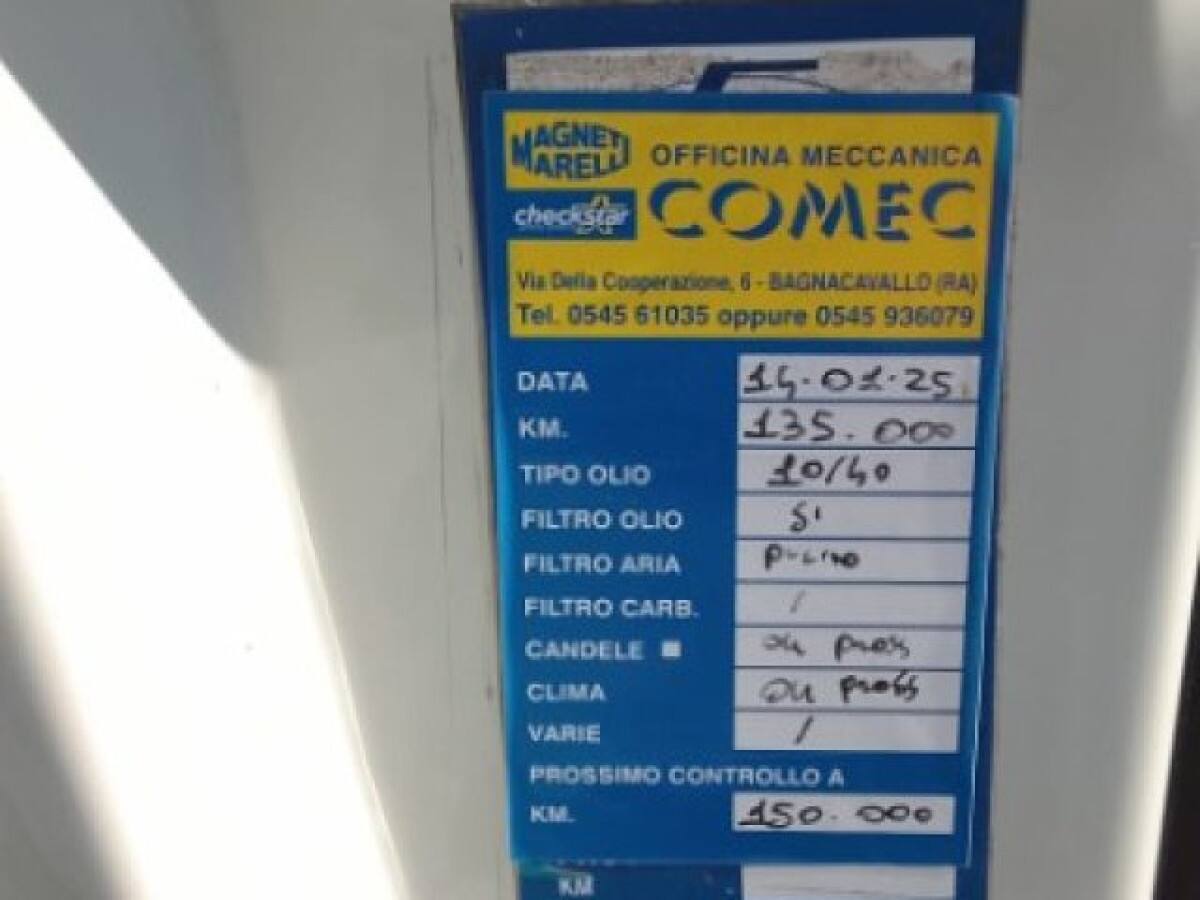 MAGNETI MARELLI
checkstar
OFFICINA MECCANICA
COMEC
Via Della Cooperazione, 6 - BAGNACAVALLO (RA)
Tel. 0545 61035 oppure 0545 936079
DATA 14.01.25
KM. 135.000
TIPO OLIO 10/40
FILTRO OLIO SI
FILTRO ARIA
FILTRO CARB. /
CANDELE pross
CLIMA pross
VARIE /
PROSSIMO CONTROLLO A
KM. 150.000
KM